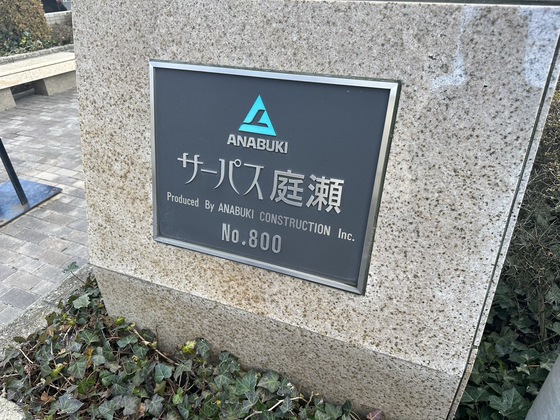 ANABUKI
サーパス庭瀬
Produced By ANABUKI CONSTRUCTION Inc.
No.800